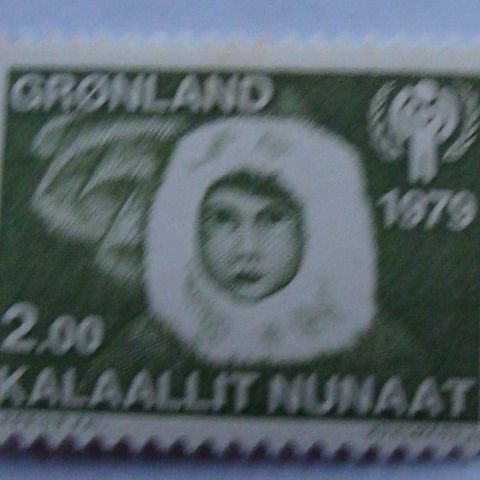 GRØNLAND
1979
2.00
KALAALLIT NUNAAT